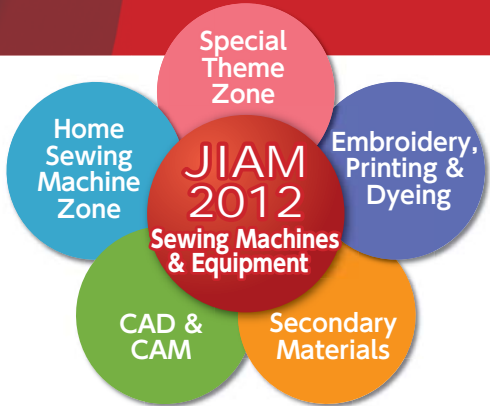 Special
Theme
Zone
Home
Sewing
Machine
Zone
Embroidery,
Printing &
Dyeing
JIAM
2012
Sewing Machines
& Equipment
CAD &
CAM
Secondary
Materials